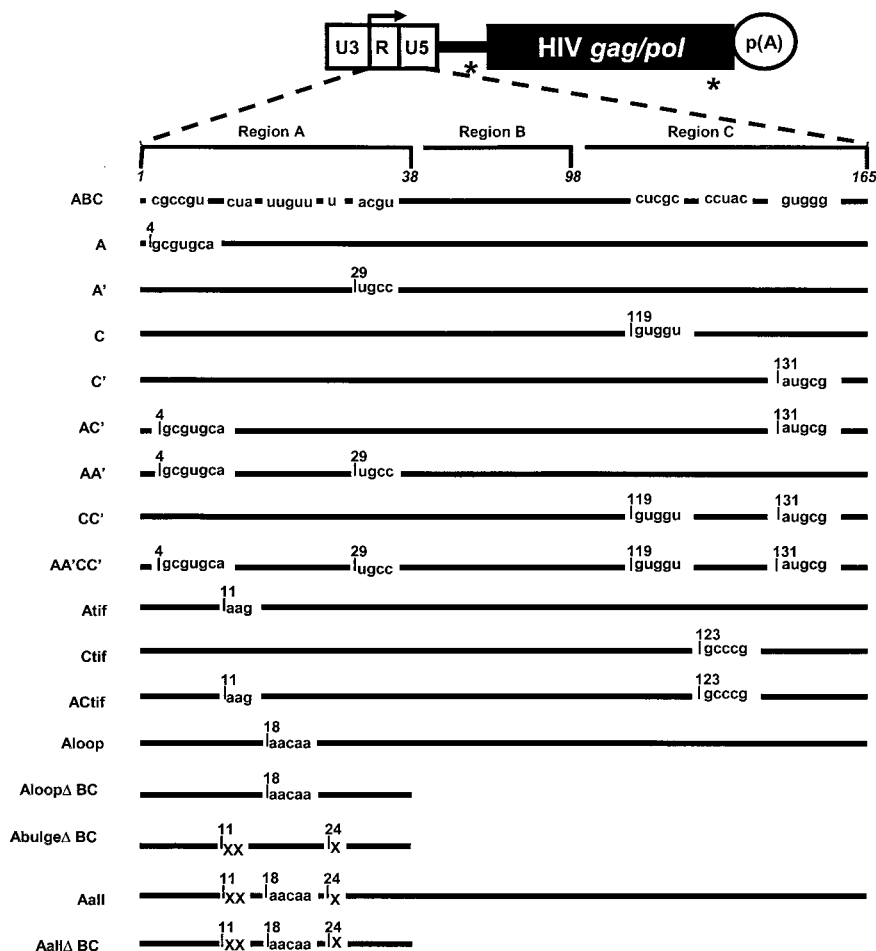 U3 R U5 HIV gag/pol p(A)
* *
Region A Region B Region C
1 38 98 165
ABC cgccgu cua uuguu u acgu cucgc ccuac guggg
4
A gcgugca
29
A' ugcc
119
C guggu
131
C' augcg
4 131
AC' gcgugca augcg
4 29
AA' gcgugca ugcc
119 131
CC' guggu augcg
4 29 119 131
AA'CC' gcgugca ugcc guggu augcg
11
Atif aag
123
Ctif gcccg
11 123
ACtif aag gcccg
18
Aloop aacaa
18
AloopΔ BC aacaa
11 24
AbulgeΔ BC XX X
11 18 24
Aall XX aacaa X
11 18 24
AallΔ BC XX aacaa X